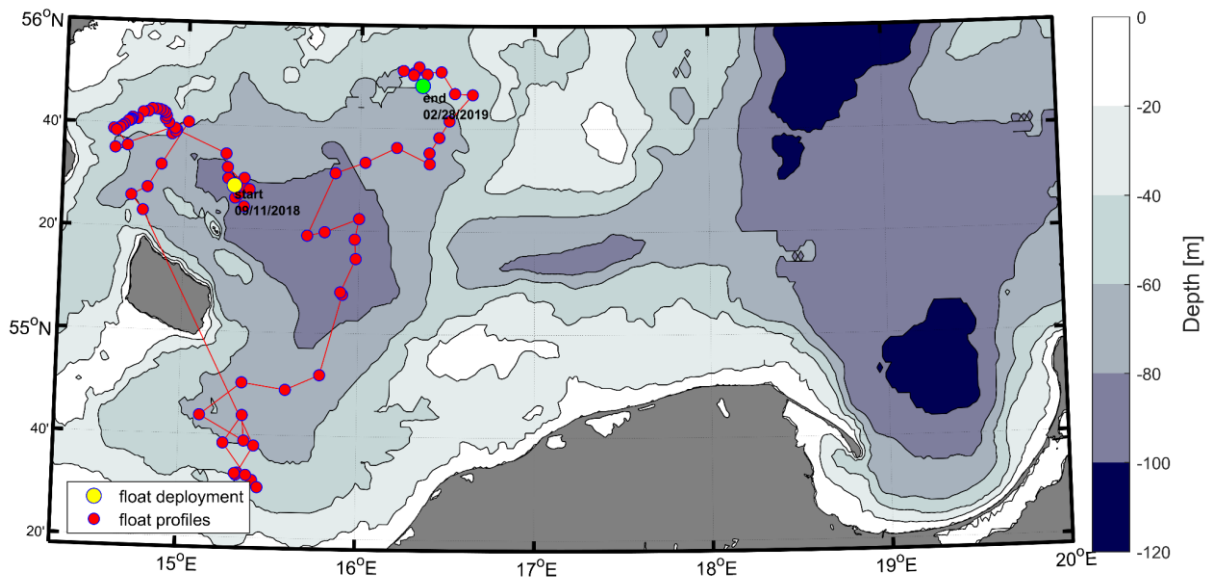 56°N
40'
20'
55°N
40'
20'
15°E
16°E
17°E
18°E
19°E
20°E
start
09/11/2018
end
02/28/2019
float deployment
float profiles
0
-20
-40
-60
-80
-100
-120
Depth [m]